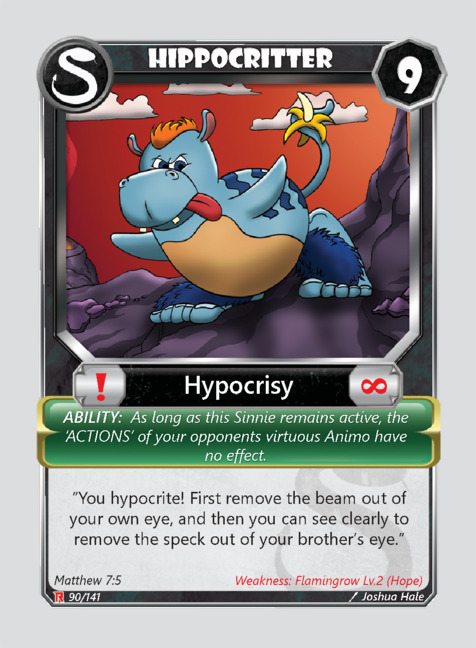 S
HIPPOCRITTER
9
!
Hypocrisy
∞
ABILITY: As long as this Sinnie remains active, the
'ACTIONS' of your opponents virtuous Animo have
no effect.
"You hypocrite! First remove the beam out of
your own eye, and then you can see clearly to
remove the speck out of your brother's eye."
Matthew 7:5
Weakness: Flamingrow Lv.2 (Hope)
R 90/141
Joshua Hale